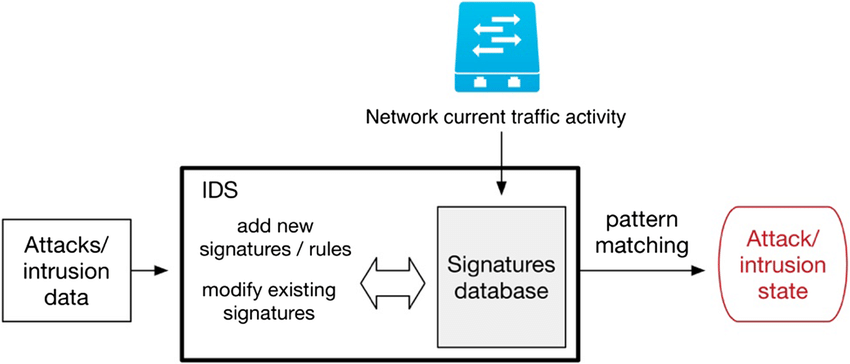 Network current traffic activity
IDS
add new
signatures / rules
modify existing
signatures
Attacks/
intrusion
data
Signatures
database
pattern
matching
Attack/
intrusion
state